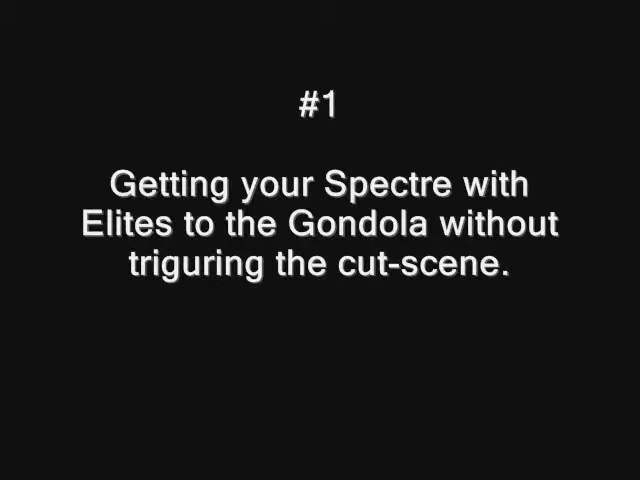 #1
Getting your Spectre with
Elites to the Gondola without
triguring the cut-scene.